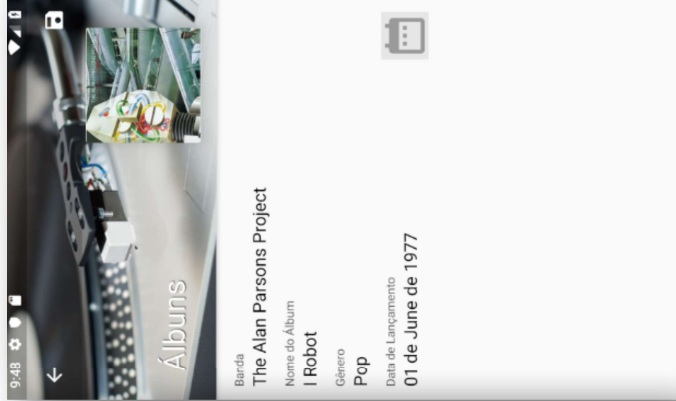 9:48
Álbuns
Banda
The Alan Parsons Project
Nome do Álbum
I Robot
Gênero
Pop
Data de Lançamento
01 de June de 1977